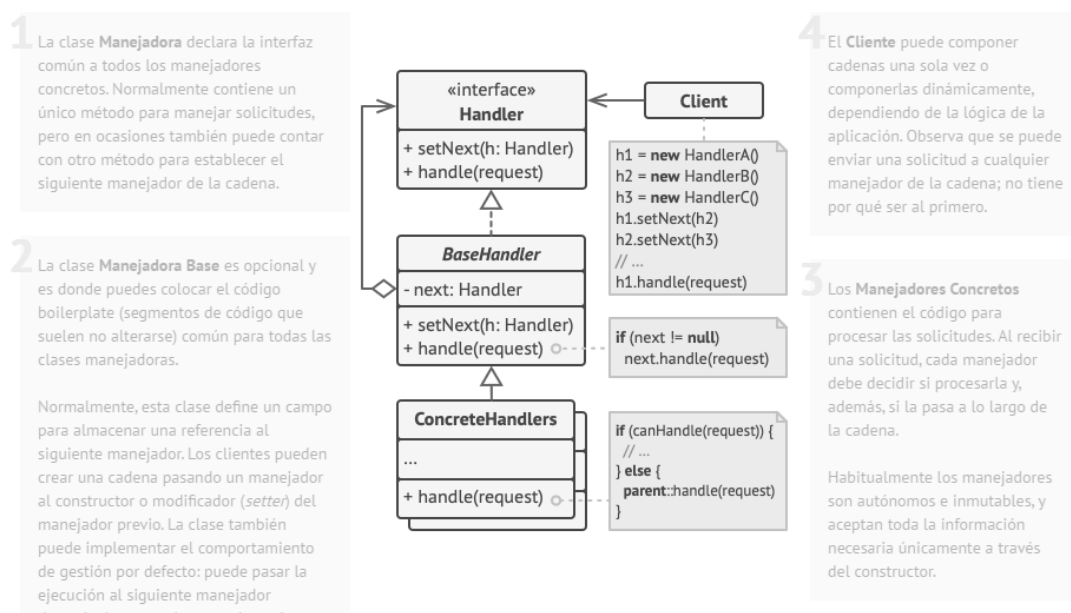 1
La clase Manejadora declara la interfaz
común a todos los manejadores
concretos. Normalmente contiene un
único método para manejar solicitudes,
pero en ocasiones también puede contar
con otro método para establecer el
siguiente manejador de la cadena.
2
La clase Manejadora Base es opcional y
es donde puedes colocar el código
boilerplate (segmentos de código que
suelen no alterarse) común para todas las
clases manejadoras.
Normalmente, esta clase define un campo
para almacenar una referencia al
siguiente manejador. Los clientes pueden
crear una cadena pasando un manejador
al constructor o modificador (setter) del
manejador previo. La clase también
puede implementar el comportamiento
de gestión por defecto: puede pasar la
ejecución al siguiente manejador
«interface»
Handler
+ setNext(h: Handler)
+ handle(request)
BaseHandler
- next: Handler
+ setNext(h: Handler)
+ handle(request)
ConcreteHandlers
...
+ handle(request)
Client
h1 = new HandlerA()
h2 = new HandlerB()
h3 = new HandlerC()
h1.setNext(h2)
h2.setNext(h3)
// ...
h1.handle(request)
if (next != null)
next.handle(request)
if (canHandle(request)) {
// ...
} else {
parent::handle(request)
}
4
El Cliente puede componer
cadenas una sola vez o
componerlas dinámicamente,
dependiendo de la lógica de la
aplicación. Observa que se puede
enviar una solicitud a cualquier
manejador de la cadena; no tiene
por qué ser al primero.
3
Los Manejadores Concretos
contienen el código para
procesar las solicitudes. Al recibir
una solicitud, cada manejador
debe decidir si procesarla y,
además, si la pasa a lo largo de
la cadena.
Habitualmente los manejadores
son autónomos e inmutables, y
aceptan toda la información
necesaria únicamente a través
del constructor.